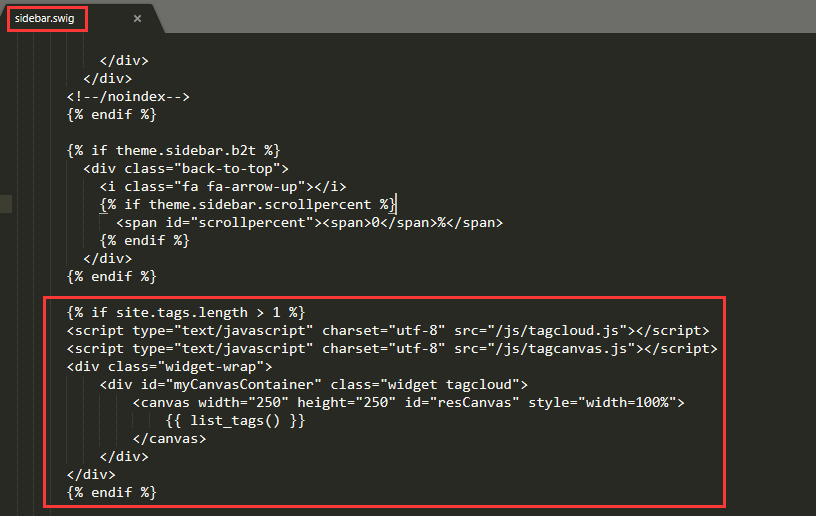 sidebar.swig ×
</div>
</div>
<!--/noindex-->
{% endif %}
{% if theme.sidebar.b2t %}
<div class="back-to-top">
<i class="fa fa-arrow-up"></i>
{% if theme.sidebar.scrollpercent %}
<span id="scrollpercent"><span>0</span>%</span>
{% endif %}
</div>
{% endif %}
{% if site.tags.length > 1 %}
<script type="text/javascript" charset="utf-8" src="/js/tagcloud.js"></script>
<script type="text/javascript" charset="utf-8" src="/js/tagcanvas.js"></script>
<div class="widget-wrap">
<div id="myCanvasContainer" class="widget tagcloud">
<canvas width="250" height="250" id="resCanvas" style="width=100%">
{{ list_tags() }}
</canvas>
</div>
</div>
{% endif %}